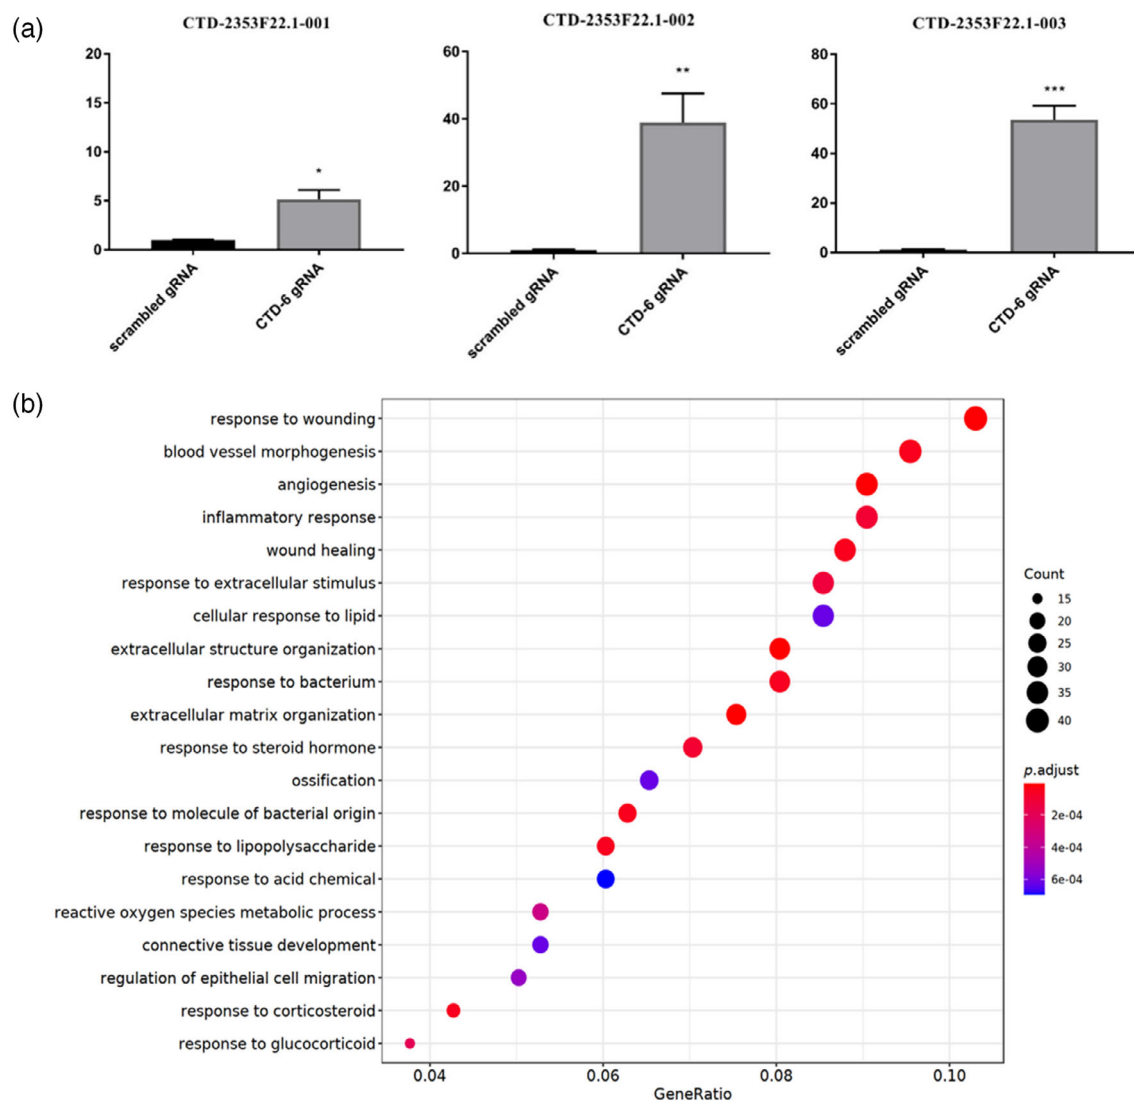 (a)
CTD-2353F22.1-001
20
15
10
5
0
*
scrambled gRNA
CTD-6 gRNA
CTD-2353F22.1-002
60
40
20
0
**
scrambled gRNA
CTD-6 gRNA
CTD-2353F22.1-003
80
60
40
20
0
***
scrambled gRNA
CTD-6 gRNA
(b)
response to wounding
blood vessel morphogenesis
angiogenesis
inflammatory response
wound healing
response to extracellular stimulus
cellular response to lipid
extracellular structure organization
response to bacterium
extracellular matrix organization
response to steroid hormone
ossification
response to molecule of bacterial origin
response to lipopolysaccharide
response to acid chemical
reactive oxygen species metabolic process
connective tissue development
regulation of epithelial cell migration
response to corticosteroid
response to glucocorticoid
0.04 0.06 0.08 0.10
GeneRatio
Count
15
20
25
30
35
40
p.adjust
2e-04
4e-04
6e-04